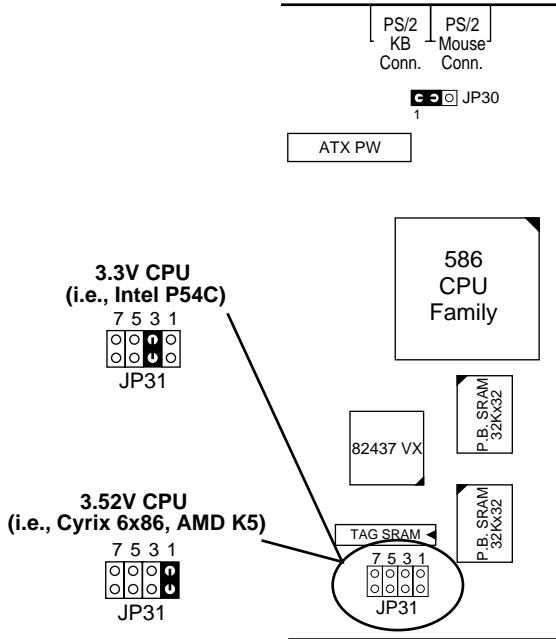 PS/2
KB
Conn.
PS/2
Mouse
Conn.
JP30
1
ATX PW
586
CPU
Family
3.3V CPU
(i.e., Intel P54C)
7 5 3 1
JP31
P.B. SRAM
32Kx32
82437 VX
3.52V CPU
(i.e., Cyrix 6x86, AMD K5)
7 5 3 1
JP31
P.B. SRAM
32Kx32
TAG SRAM
7 5 3 1
JP31